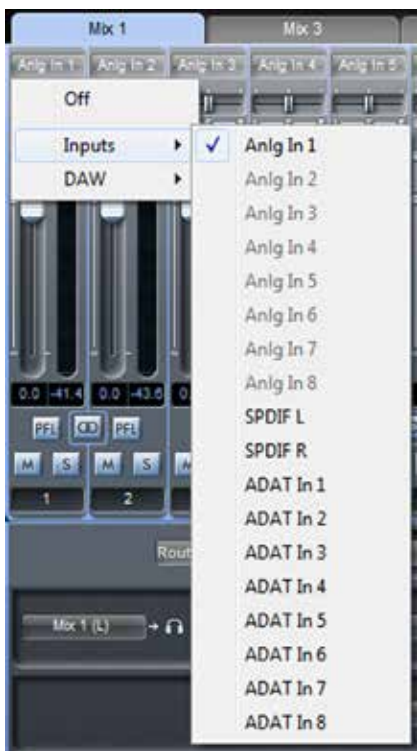 Mix 1 Mix 3
Anlg In 1 Anlg In 2 Anlg In 3 Anlg In 4 Anlg In 5
Off
Inputs
DAW
Anlg In 1
Anlg In 2
Anlg In 3
Anlg In 4
Anlg In 5
Anlg In 6
Anlg In 7
Anlg In 8
SPDIF L
SPDIF R
ADAT In 1
ADAT In 2
ADAT In 3
ADAT In 4
ADAT In 5
ADAT In 6
ADAT In 7
ADAT In 8
0.0 -41.4 0.0 -43.6 0
PFL PFL
M S M S M
1 2
Rout
Mix 1 (L)